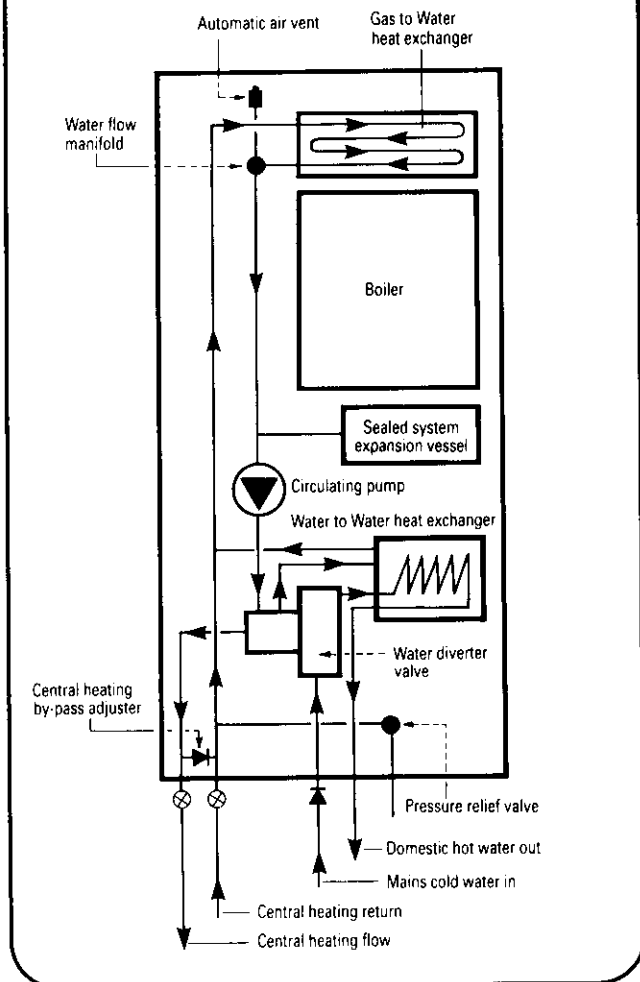 Automatic air vent
Gas to Water
heat exchanger
Water flow
manifold
Boiler
Sealed system
expansion vessel
Circulating pump
Water to Water heat exchanger
Water diverter
valve
Central heating
by-pass adjuster
Pressure relief valve
Domestic hot water out
Mains cold water in
Central heating return
Central heating flow